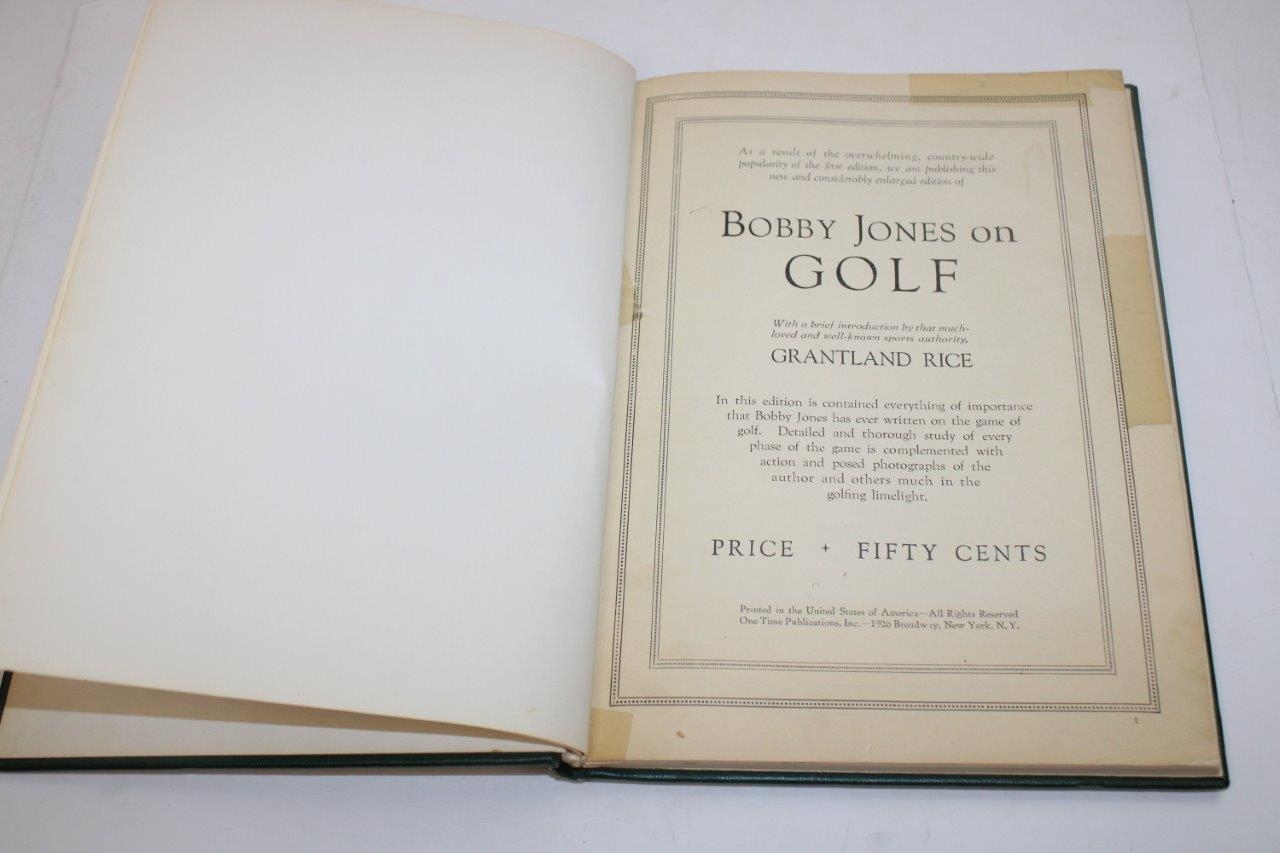 As a result of the overwhelming, country-wide
popularity of the first edition, we are publishing this
new and considerably enlarged edition of
BOBBY JONES on
GOLF
With a brief introduction by that much-
loved and well-known sports authority,
GRANTLAND RICE
In this edition is contained everything of importance
that Bobby Jones has ever written on the game of
golf. Detailed and thorough study of every
phase of the game is complemented with
action and posed photographs of the
author and others much in the
golfing limelight.
PRICE + FIFTY CENTS
Printed in the United States of America—All Rights Reserved
One Time Publications, Inc.—1926 Broadway, New York, N. Y.
1